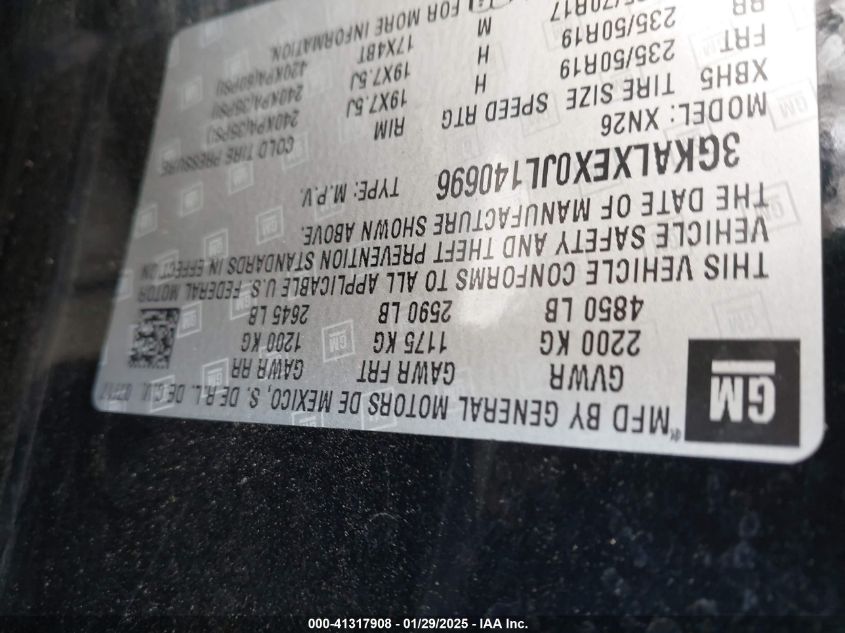 GM
MFD BY GENERAL MOTORS DE MEXICO, S. DE R.L. DE C.V.
GVWR GAWR FRT GAWR RR
2200 KG 1175 KG 1200 KG
4850 LB 2590 LB 2645 LB
THIS VEHICLE CONFORMS TO ALL APPLICABLE U.S. FEDERAL MOTOR
VEHICLE SAFETY AND THEFT PREVENTION STANDARDS IN EFFECT ON
THE DATE OF MANUFACTURE SHOWN ABOVE.
3GKALXEX0JL140696 TYPE: M.P.V.
MODEL: XN26
XBH5 TIRE SIZE SPEED RTG RIM COLD TIRE PRESSURE
FRT 235/50R19 H 19X7.5J 240KPA(35PSI)
RR 235/50R19 H 19X7.5J 240KPA(35PSI)
M 17X4BT 420KPA(60PSI)
FOR MORE INFORMATION.
000-41317908 - 01/29/2025 - IAA Inc.